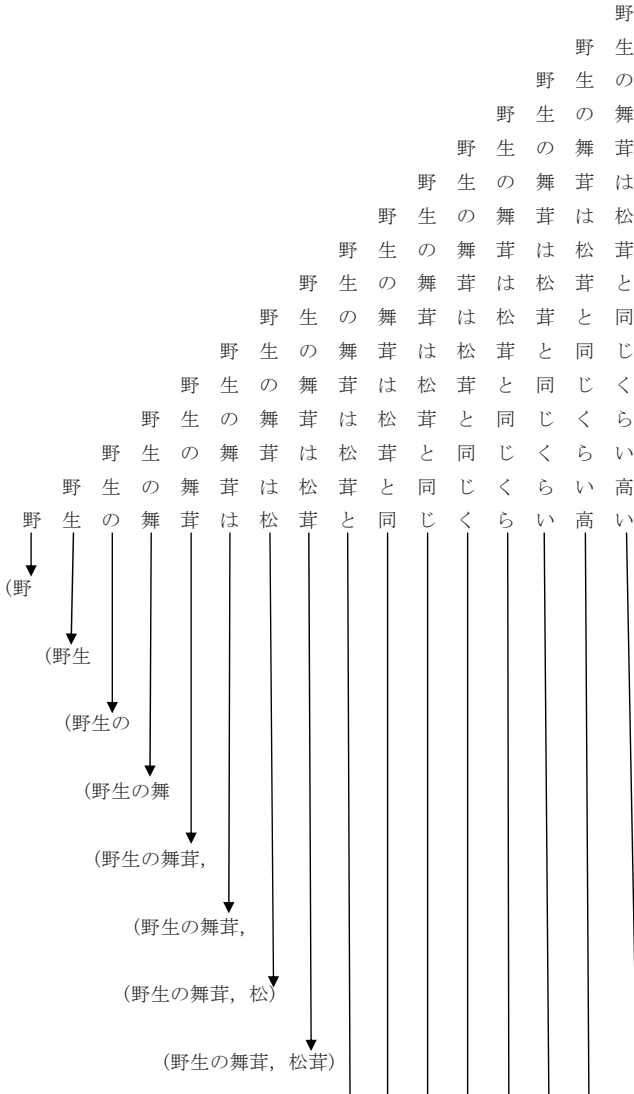 野
野生
野生の
野生の舞
野生の舞茸
野生の舞茸は
野生の舞茸は松
野生の舞茸は松茸
野生の舞茸は松茸と
野生の舞茸は松茸と同
野生の舞茸は松茸と同じ
野生の舞茸は松茸と同じく
野生の舞茸は松茸と同じくら
野生の舞茸は松茸と同じくらい
野生の舞茸は松茸と同じくらい高
野生の舞茸は松茸と同じくらい高い
(野
(野生
(野生の
(野生の舞
(野生の舞茸,
(野生の舞茸,
(野生の舞茸, 松)
(野生の舞茸, 松茸)